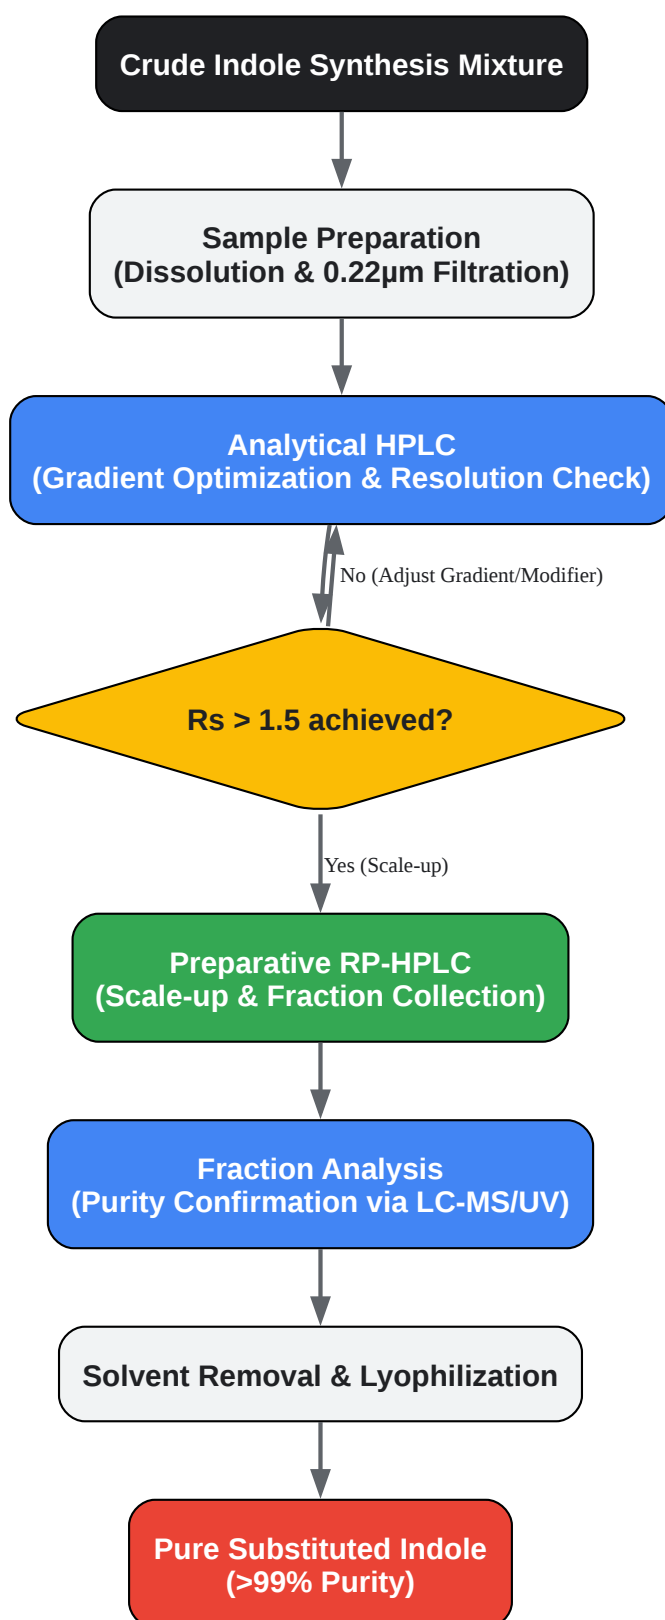 Crude Indole Synthesis Mixture
Sample Preparation
(Dissolution & 0.22µm Filtration)
Analytical HPLC
(Gradient Optimization & Resolution Check)
No (Adjust Gradient/Modifier)
Rs > 1.5 achieved?
Yes (Scale-up)
Preparative RP-HPLC
(Scale-up & Fraction Collection)
Fraction Analysis
(Purity Confirmation via LC-MS/UV)
Solvent Removal & Lyophilization
Pure Substituted Indole
(>99% Purity)